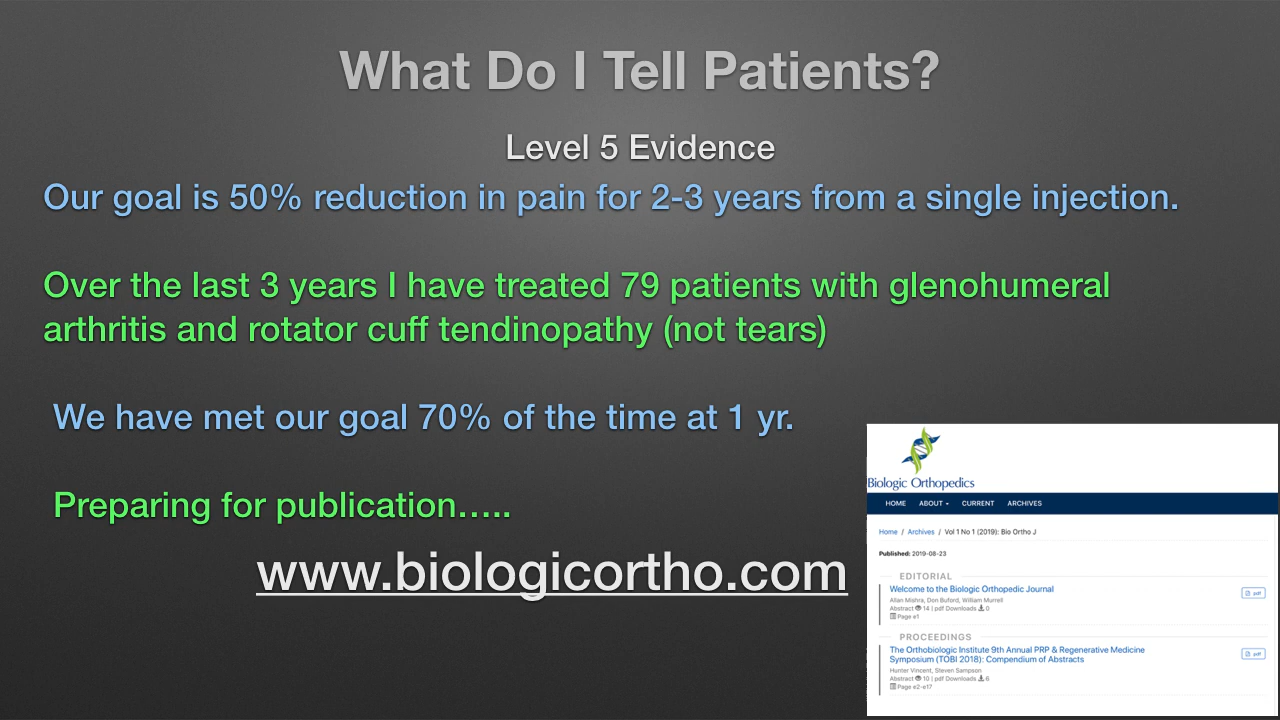 What Do I Tell Patients?
Level 5 Evidence
Our goal is 50% reduction in pain for 2-3 years from a single injection.
Over the last 3 years I have treated 79 patients with glenohumeral
arthritis and rotator cuff tendinopathy (not tears)
We have met our goal 70% of the time at 1 yr.
Preparing for publication.....
www.biologicortho.com
Biologic Orthopedics
HOME ABOUT CURRENT ARCHIVES
Home / Archives / Vol 1 No 1 (2019): Bio Ortho J
Published: 2019-08-23
EDITORIAL
Welcome to the Biologic Orthopedic Journal
pdf
Allan Mishra, Don Buford, William Murrell
Abstract 14 | pdf Downloads 0
Page e1
PROCEEDINGS
The Orthobiologic Institute 9th Annual PRP & Regenerative Medicine
Symposium (TOBI 2018): Compendium of Abstracts
pdf
Hunter Vincent, Steven Sampson
Abstract 10 | pdf Downloads 6
Page e2-e17